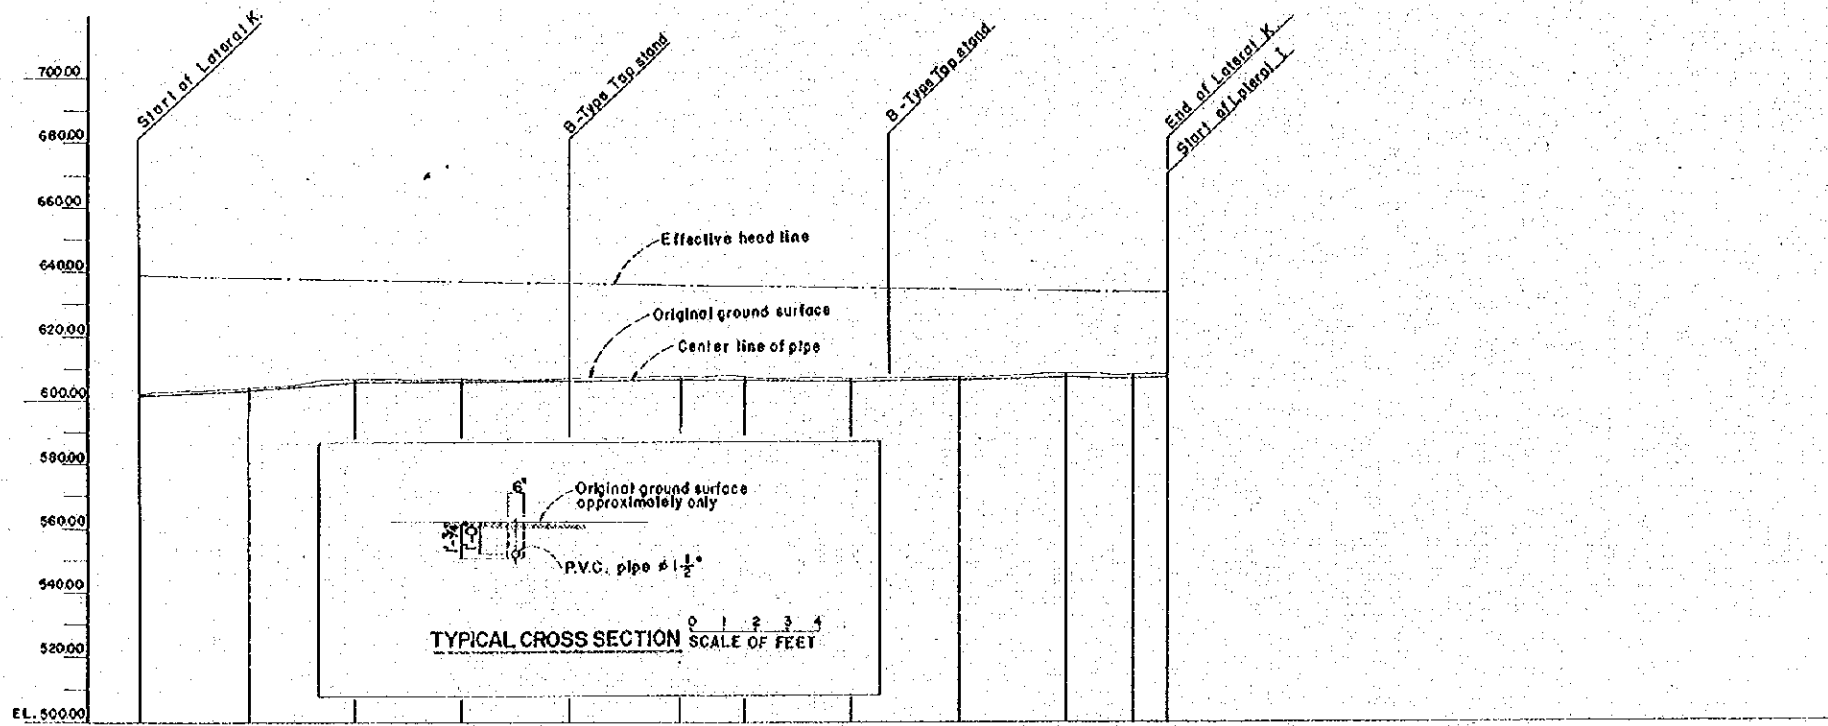 Start of Lateral K.
B-Type Tap stand
B-Type Tap stand
End of Lateral K.
Start of Lateral I
700.00
680.00
660.00
640.00
620.00
600.00
580.00
560.00
540.00
520.00
EL. 500.00
Effective head line
Original ground surface
Center line of pipe
6"
Original ground surface
approximately only
P.V.C. pipe ø 1 1/2"
TYPICAL CROSS SECTION
0 1 2 3 4
SCALE OF FEET